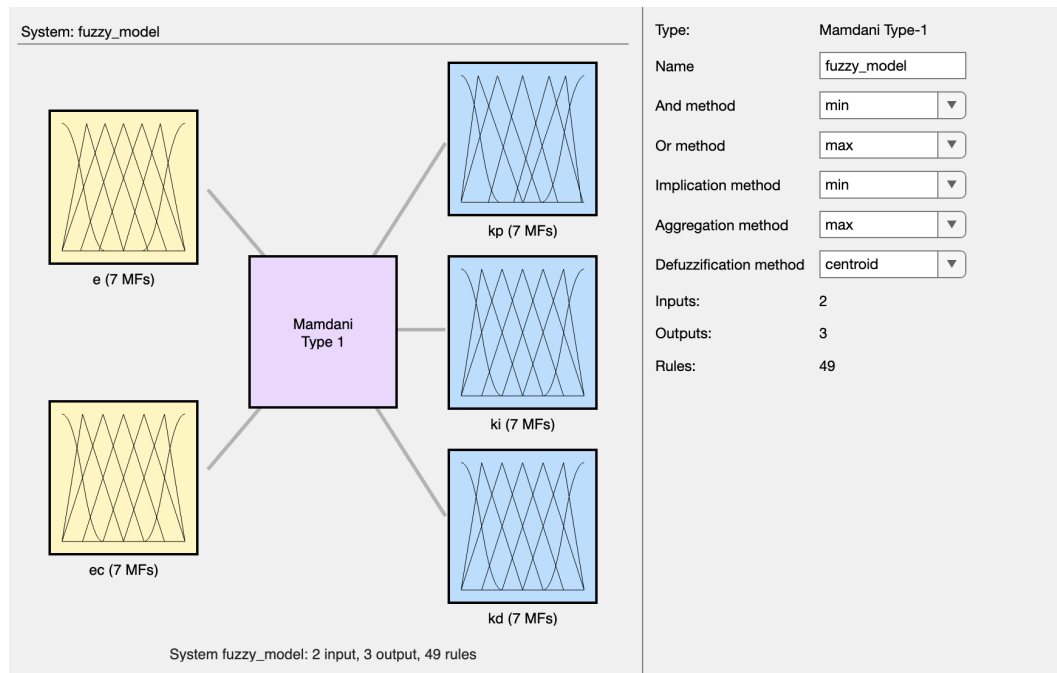 System: fuzzy_model
e (7 MFs)
ec (7 MFs)
Mamdani
Type 1
kp (7 MFs)
ki (7 MFs)
kd (7 MFs)
System fuzzy_model: 2 input, 3 output, 49 rules
Type: Mamdani Type-1
Name fuzzy_model
And method min
Or method max
Implication method min
Aggregation method max
Defuzzification method centroid
Inputs: 2
Outputs: 3
Rules: 49